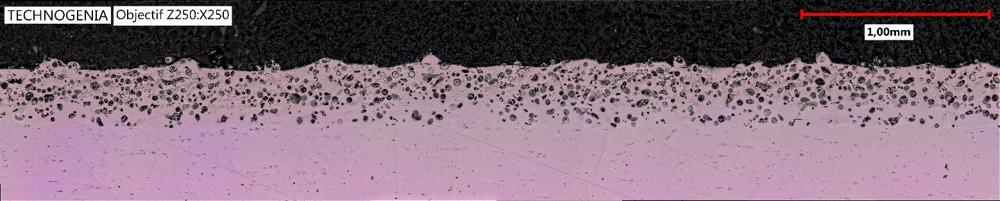 TECHNOGENIA Objectif Z250:X250
1,00mm